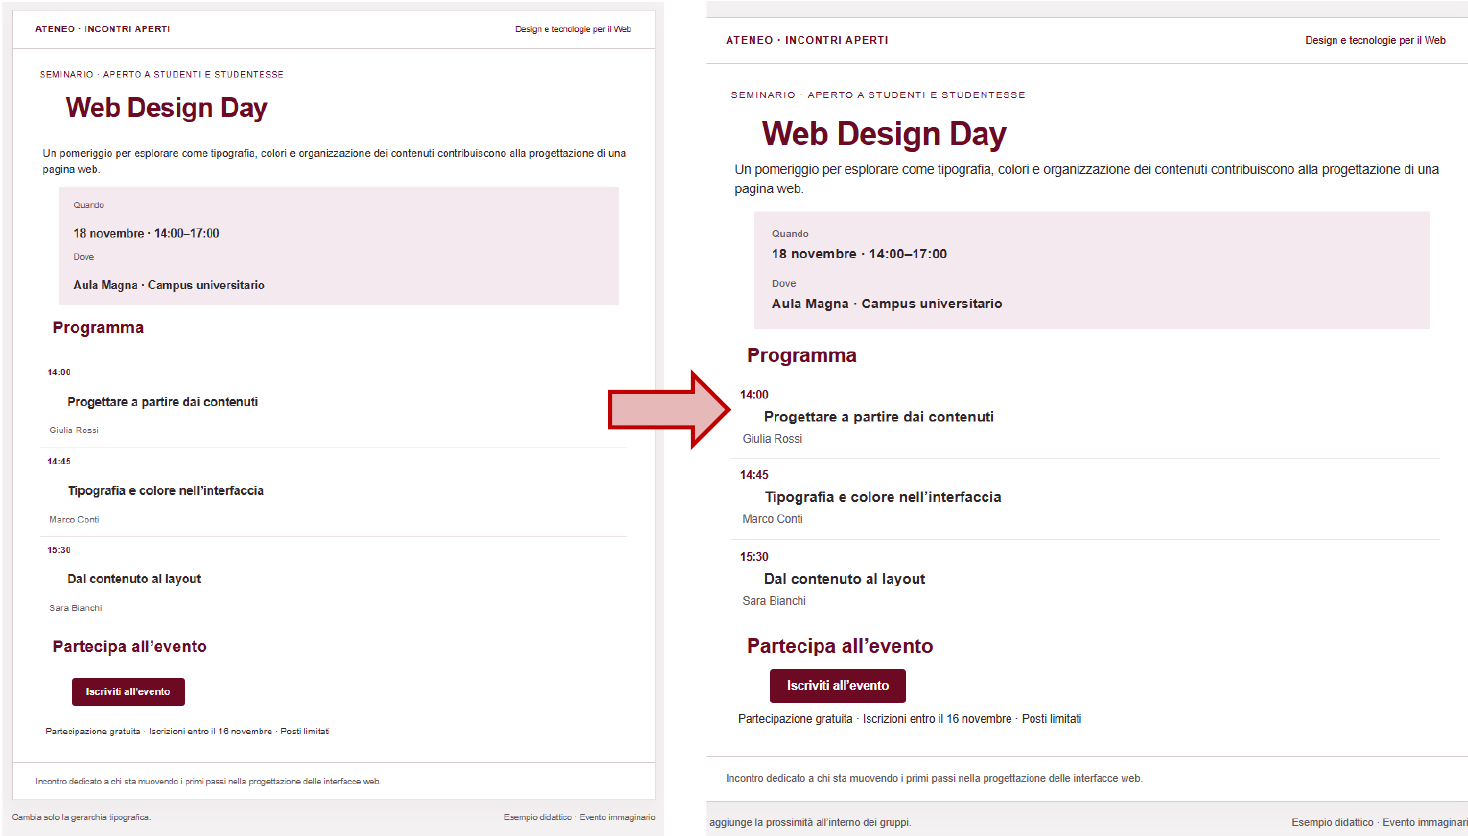 ATENEO · INCONTRI APERTI
Design e tecnologie per il Web
SEMINARIO · APERTO A STUDENTI E STUDENTESSE
Web Design Day
Un pomeriggio per esplorare come tipografia, colori e organizzazione dei contenuti contribuiscono alla progettazione di una
pagina web.
Quando
18 novembre · 14:00–17:00
Dove
Aula Magna · Campus universitario
Programma
14:00
Progettare a partire dai contenuti
Giulia Rossi
14:45
Tipografia e colore nell’interfaccia
Marco Conti
15:30
Dal contenuto al layout
Sara Bianchi
Partecipa all’evento
Iscriviti all’evento
Partecipazione gratuita · Iscrizioni entro il 16 novembre · Posti limitati
Incontro dedicato a chi sta muovendo i primi passi nella progettazione delle interfacce web.
Cambia solo la gerarchia tipografica.
Esempio didattico · Evento immaginario
ATENEO · INCONTRI APERTI
Design e tecnologie per il Web
SEMINARIO · APERTO A STUDENTI E STUDENTESSE
Web Design Day
Un pomeriggio per esplorare come tipografia, colori e organizzazione dei contenuti contribuiscono alla progettazione di una
pagina web.
Quando
18 novembre · 14:00–17:00
Dove
Aula Magna · Campus universitario
Programma
14:00
Progettare a partire dai contenuti
Giulia Rossi
14:45
Tipografia e colore nell’interfaccia
Marco Conti
15:30
Dal contenuto al layout
Sara Bianchi
Partecipa all’evento
Iscriviti all’evento
Partecipazione gratuita · Iscrizioni entro il 16 novembre · Posti limitati
Incontro dedicato a chi sta muovendo i primi passi nella progettazione delle interfacce web.
aggiunge la prossimità all’interno dei gruppi.
Esempio didattico · Evento immaginari